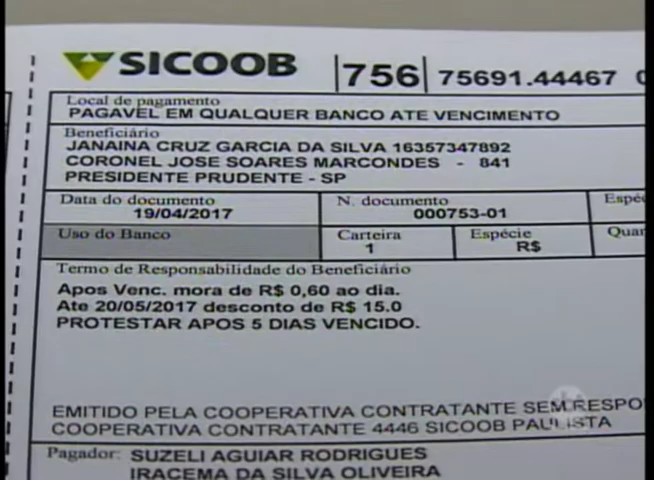 SICOOB 756 75691.44467 0
Local de pagamento
PAGAVEL EM QUALQUER BANCO ATE VENCIMENTO
Beneficiário
JANAINA CRUZ GARCIA DA SILVA 16357347892
CORONEL JOSE SOARES MARCONDES - 841
PRESIDENTE PRUDENTE - SP
Data do documento N. documento Espéc
19/04/2017 000753-01
Uso do Banco Carteira Espécie Quar
1 R$
Termo de Responsabilidade do Beneficiário
Apos Venc. mora de R$ 0,60 ao dia.
Ate 20/05/2017 desconto de R$ 15.0
PROTESTAR APOS 5 DIAS VENCIDO.
EMITIDO PELA COOPERATIVA CONTRATANTE SEM RESPO
COOPERATIVA CONTRATANTE 4446 SICOOB PAULISTA
Pagador: SUZELI AGUIAR RODRIGUES
IRACEMA DA SILVA OLIVEIRA